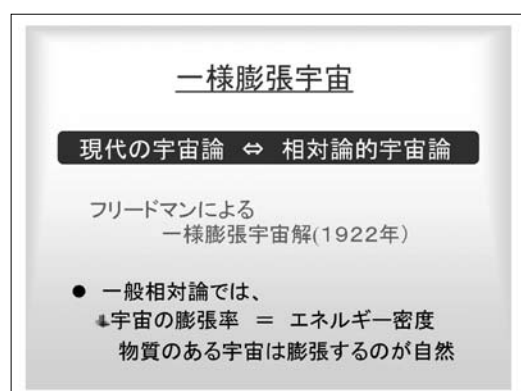 一様膨張宇宙
現代の宇宙論 ⇔ 相対論的宇宙論
フリードマンによる
一様膨張宇宙解(1922年)
● 一般相対論では、
宇宙の膨張率 ＝ エネルギー密度
物質のある宇宙は膨張するのが自然